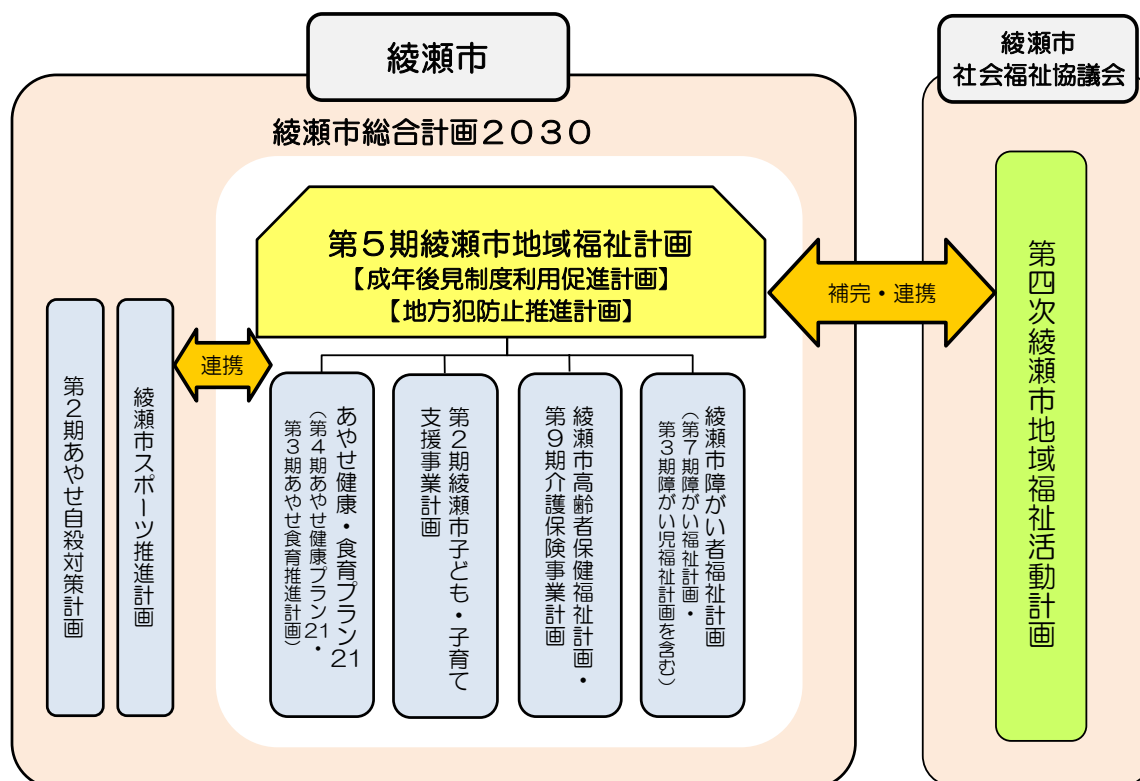 綾瀬市
綾瀬市
社会福祉協議会
綾瀬市総合計画２０３０
第５期綾瀬市地域福祉計画
【成年後見制度利用促進計画】
【地方犯防止推進計画】
補完・連携
連携
第２期あやせ自殺対策計画
綾瀬市スポーツ推進計画
あやせ健康・食育プラン21
（第４期あやせ健康プラン21・
第３期あやせ食育推進計画）
第２期綾瀬市子ども・子育て
支援事業計画
綾瀬市高齢者保健福祉計画・
第９期介護保険事業計画
綾瀬市障がい者福祉計画
（第７期障がい福祉計画・
第３期障がい児福祉計画を含む）
第四次綾瀬市地域福祉活動計画